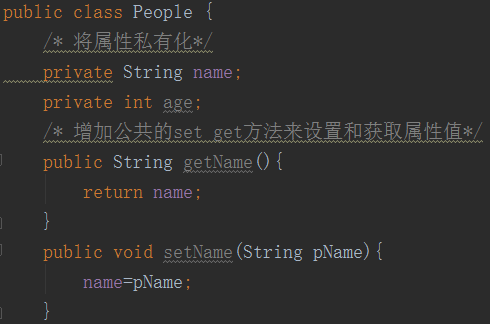 public class People {
/* 将属性私有化*/
private String name;
private int age;
/* 增加公共的set get方法来设置和获取属性值*/
public String getName(){
return name;
}
public void setName(String pName){
name=pName;
}